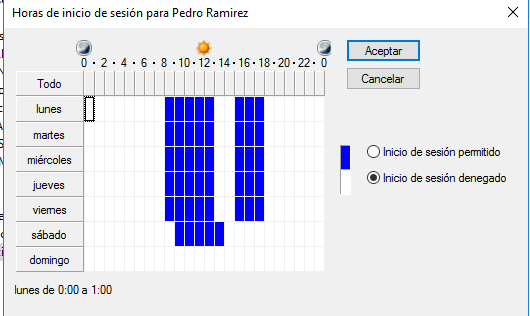 Horas de inicio de sesión para Pedro Ramirez
0 · 2 · 4 · 6 · 8 · 10 · 12 · 14 · 16 · 18 · 20 · 22 · 0
Todo
lunes
martes
miércoles
jueves
viernes
sábado
domingo
Aceptar
Cancelar
Inicio de sesión permitido
Inicio de sesión denegado
lunes de 0:00 a 1:00